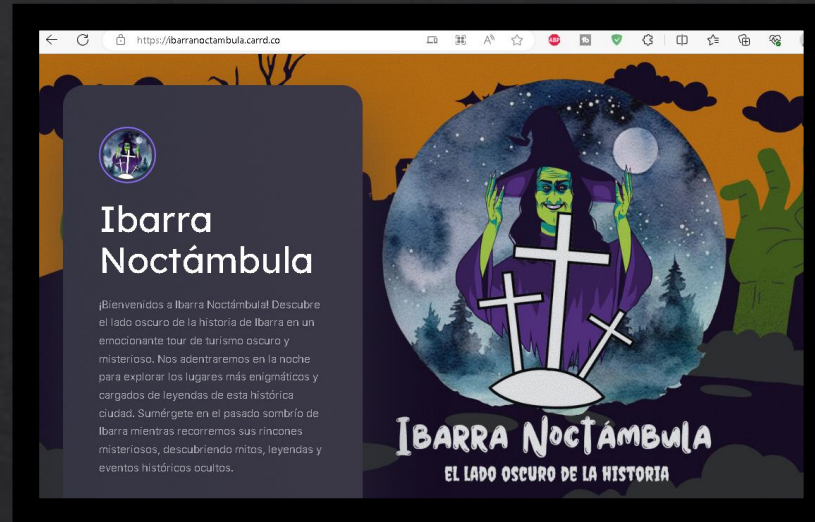 https://ibarranoctambula.carrd.co
ABP
Ibarra
Noctámbula
¡Bienvenidos a Ibarra Noctámbula! Descubre
el lado oscuro de la historia de Ibarra en un
emocionante tour de turismo oscuro y
misterioso. Nos adentraremos en la noche
para explorar los lugares más enigmáticos y
cargados de leyendas de esta histórica
ciudad. Sumérgete en el pasado sombrío de
Ibarra mientras recorremos sus rincones
misteriosos, descubriendo mitos, leyendas y
eventos históricos ocultos.
IBARRA NOCTÁMBULA
EL LADO OSCURO DE LA HISTORIA